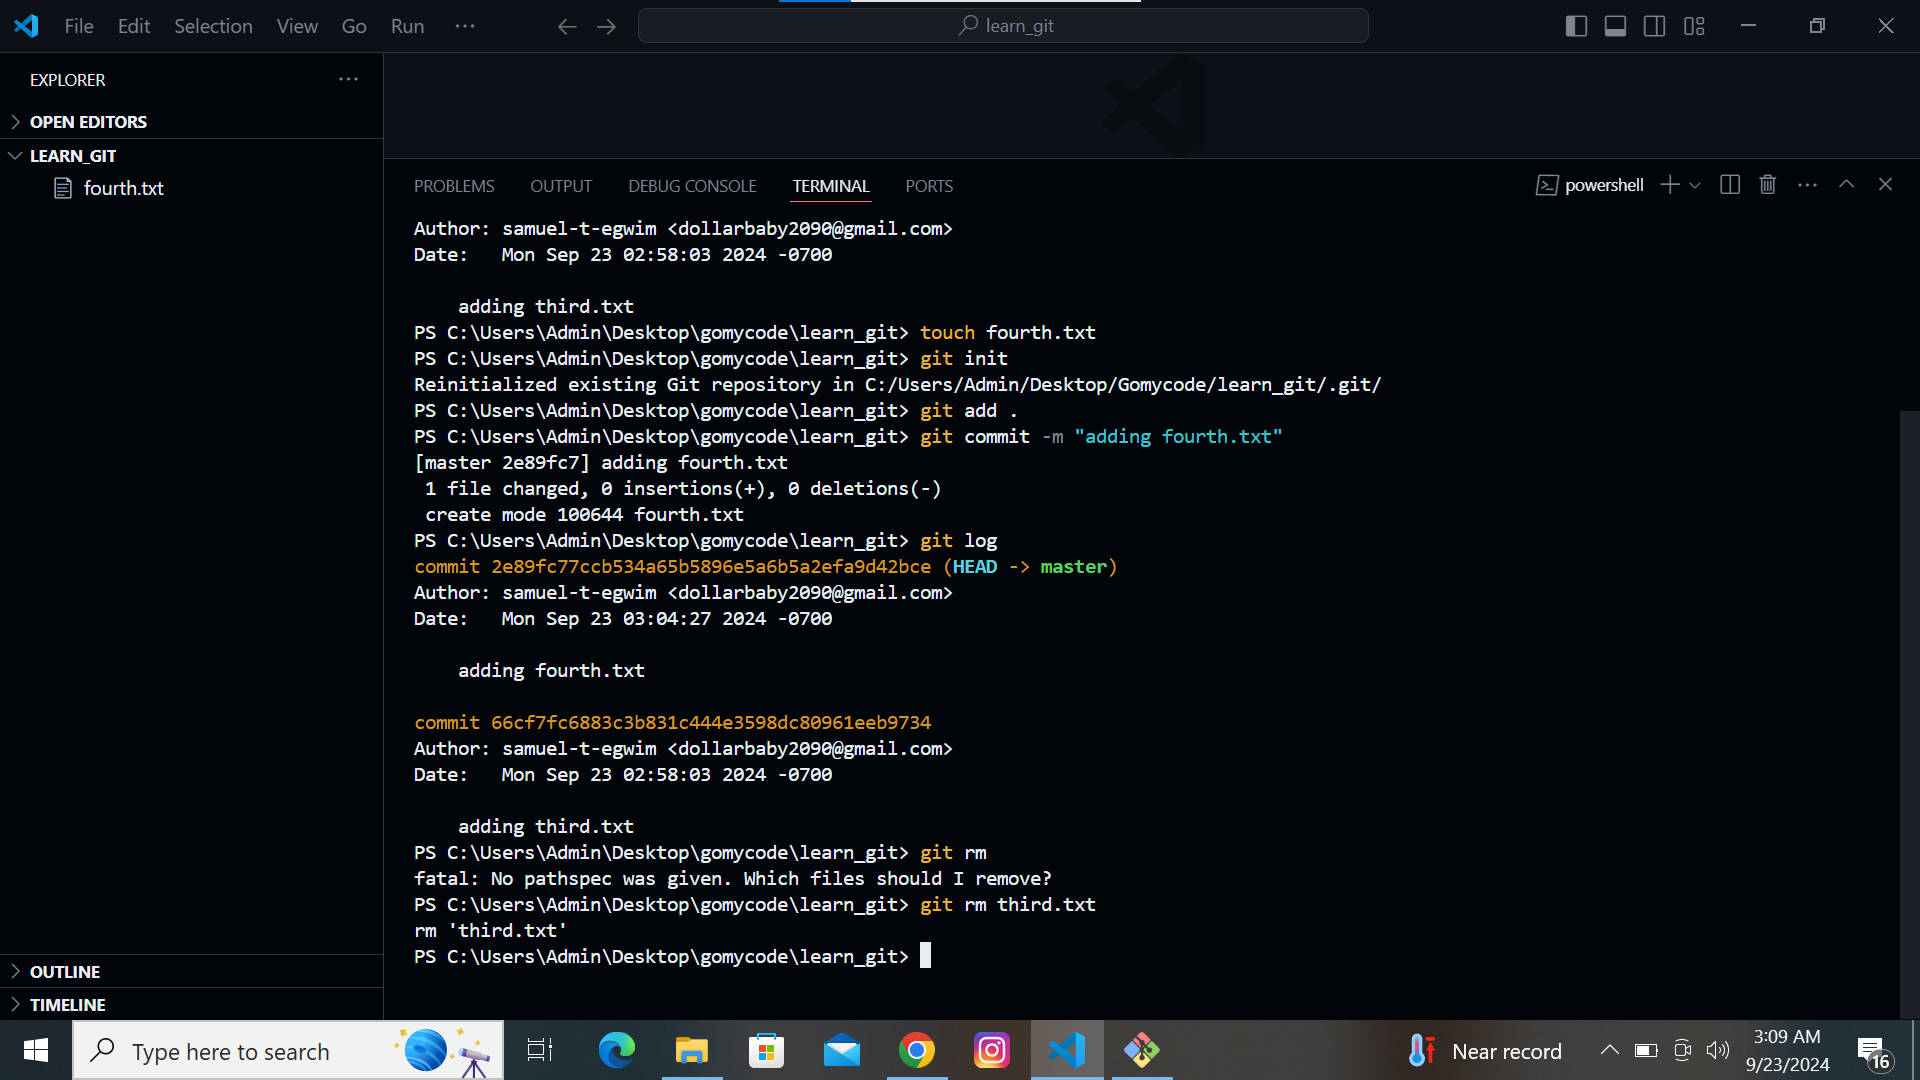 File Edit Selection View Go Run ···
learn_git
EXPLORER
OPEN EDITORS
LEARN_GIT
fourth.txt
PROBLEMS OUTPUT DEBUG CONSOLE TERMINAL PORTS
powershell
Author: samuel-t-egwim <dollarbaby2090@gmail.com>
Date:   Mon Sep 23 02:58:03 2024 -0700
    adding third.txt
PS C:\Users\Admin\Desktop\gomycode\learn_git> touch fourth.txt
PS C:\Users\Admin\Desktop\gomycode\learn_git> git init
Reinitialized existing Git repository in C:/Users/Admin/Desktop/Gomycode/learn_git/.git/
PS C:\Users\Admin\Desktop\gomycode\learn_git> git add .
PS C:\Users\Admin\Desktop\gomycode\learn_git> git commit -m "adding fourth.txt"
[master 2e89fc7] adding fourth.txt
 1 file changed, 0 insertions(+), 0 deletions(-)
 create mode 100644 fourth.txt
PS C:\Users\Admin\Desktop\gomycode\learn_git> git log
commit 2e89fc77ccb534a65b5896e5a6b5a2efa9d42bce (HEAD -> master)
Author: samuel-t-egwim <dollarbaby2090@gmail.com>
Date:   Mon Sep 23 03:04:27 2024 -0700
    adding fourth.txt
commit 66cf7fc6883c3b831c444e3598dc80961eeb9734
Author: samuel-t-egwim <dollarbaby2090@gmail.com>
Date:   Mon Sep 23 02:58:03 2024 -0700
    adding third.txt
PS C:\Users\Admin\Desktop\gomycode\learn_git> git rm
fatal: No pathspec was given. Which files should I remove?
PS C:\Users\Admin\Desktop\gomycode\learn_git> git rm third.txt
rm 'third.txt'
PS C:\Users\Admin\Desktop\gomycode\learn_git>
OUTLINE
TIMELINE
Type here to search
Near record
3:09 AM
9/23/2024
16